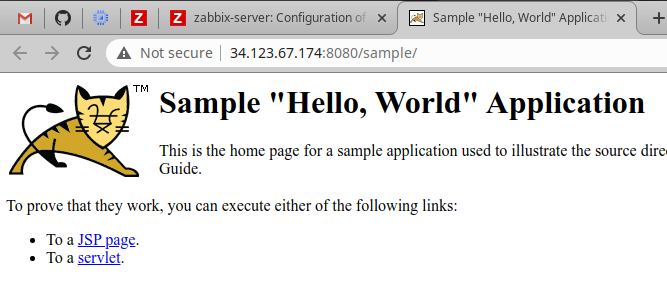 zabbix-server: Configuration of
Sample "Hello, World" Applicati
Not secure
34.123.67.174:8080/sample/
TM
Sample "Hello, World" Application
This is the home page for a sample application used to illustrate the source dire
Guide.
To prove that they work, you can execute either of the following links:
• To a JSP page.
• To a servlet.